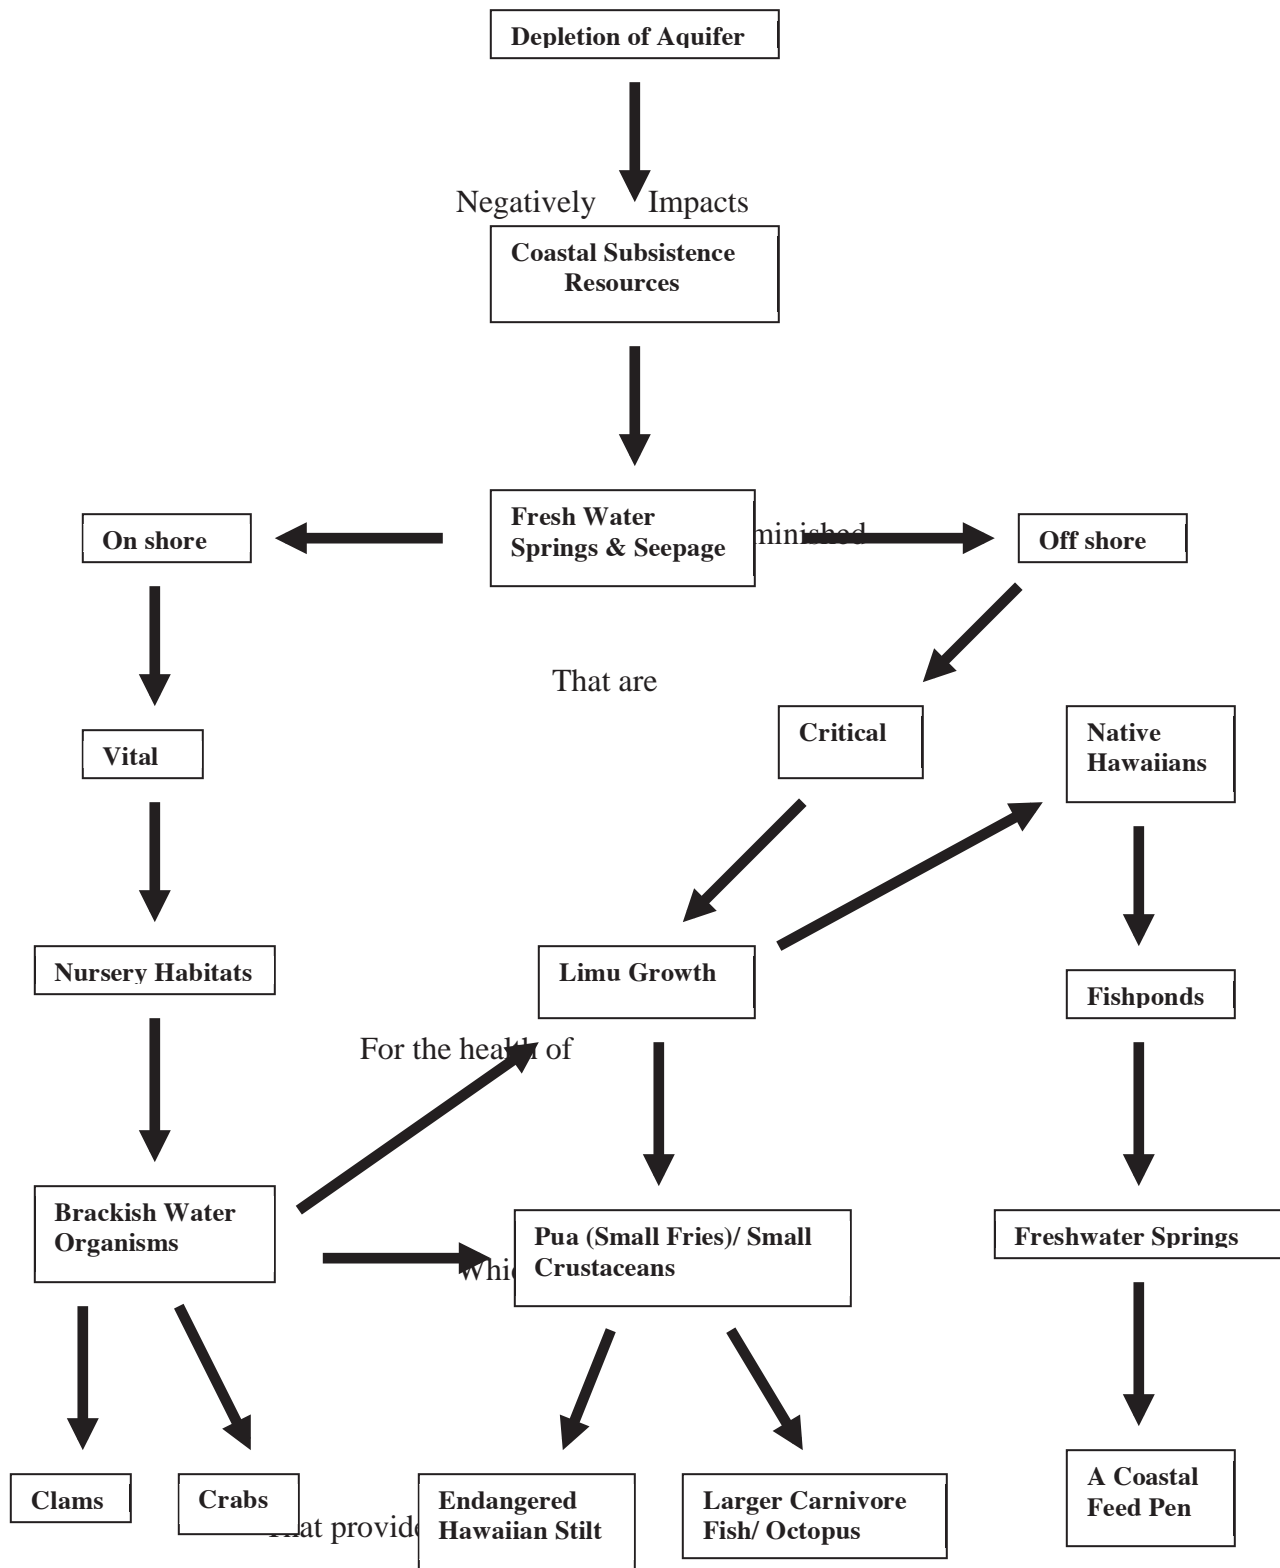 Depletion of Aquifer
Negatively Impacts
Coastal Subsistence
Resources
Fresh Water
Springs & Seepage
On shore
Off shore
That are
Critical
Native
Hawaiians
Vital
Nursery Habitats
Limu Growth
Fishponds
For the health of
Brackish Water
Organisms
Pua (Small Fries)/ Small
Crustaceans
Freshwater Springs
A Coastal
Feed Pen
Clams
Crabs
Endangered
Hawaiian Stilt
Larger Carnivore
Fish/ Octopus